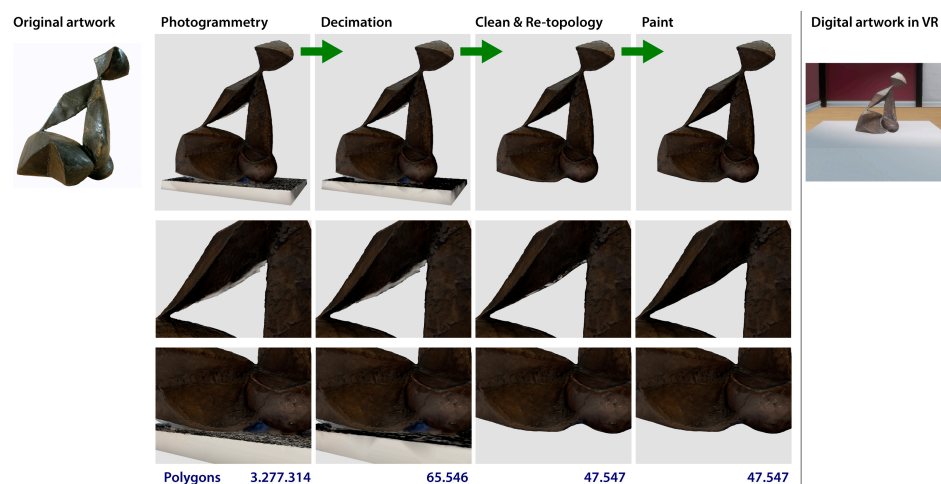 Original artwork
Photogrammetry
Decimation
Clean & Re-topology
Paint
Digital artwork in VR
Polygons 3.277.314 65.546 47.547 47.547